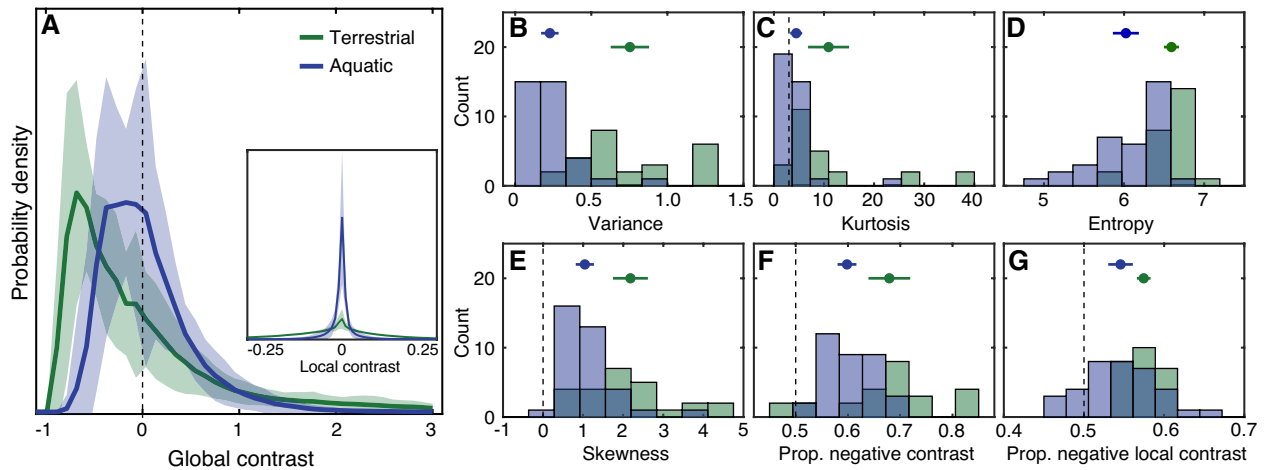 A
Terrestrial
Aquatic
Probability density
-0.25 0 0.25
Local contrast
-1 0 1 2 3
Global contrast
B
Count
20
10
0
0 0.5 1.0 1.5
Variance
C
0 10 20 30 40
Kurtosis
D
5 6 7
Entropy
E
Count
20
10
0
-1 0 1 2 3 4 5
Skewness
F
0.5 0.6 0.7 0.8
Prop. negative contrast
G
0.4 0.5 0.6 0.7
Prop. negative local contrast